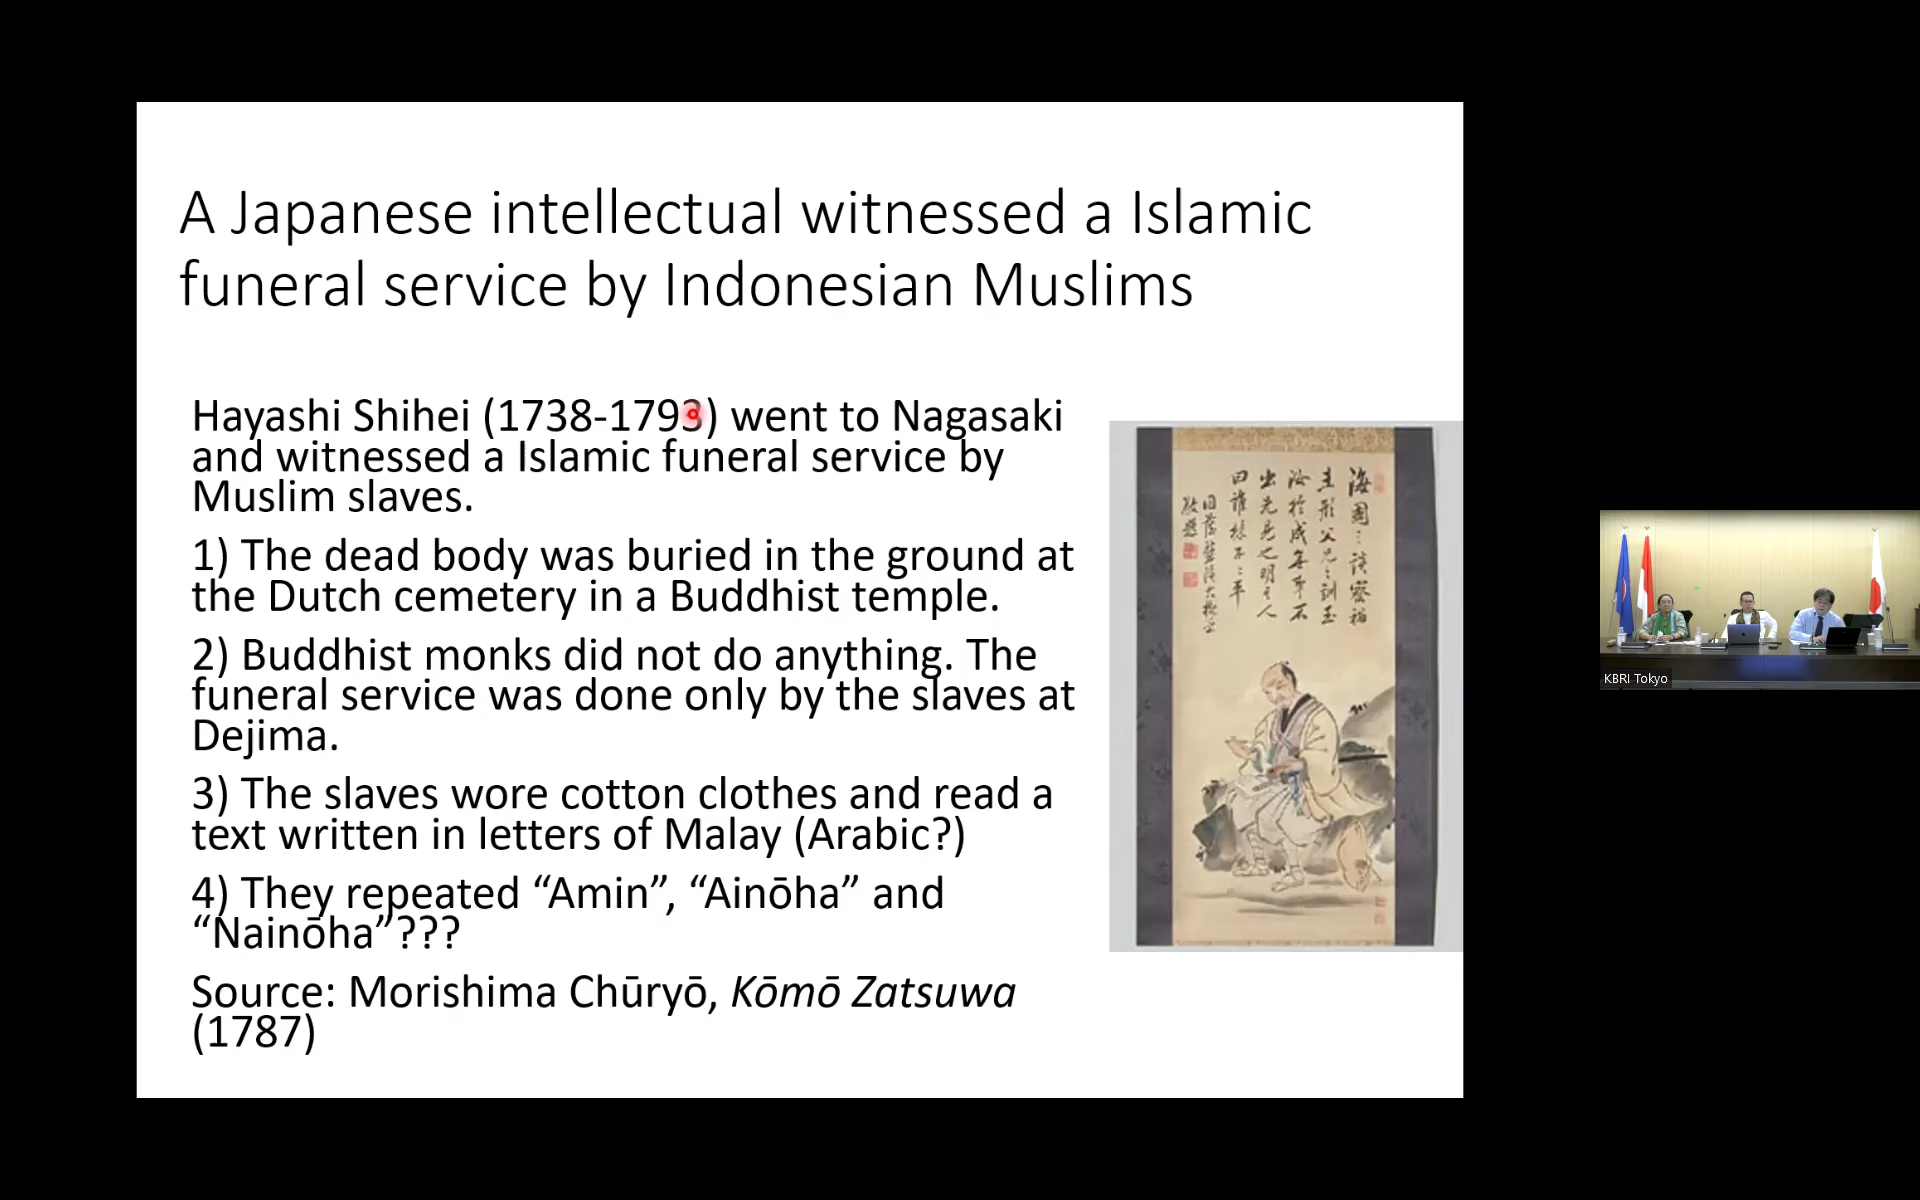 A Japanese intellectual witnessed a Islamic
funeral service by Indonesian Muslims
Hayashi Shihei (1738-1793) went to Nagasaki
and witnessed a Islamic funeral service by
Muslim slaves.
1) The dead body was buried in the ground at
the Dutch cemetery in a Buddhist temple.
2) Buddhist monks did not do anything. The
funeral service was done only by the slaves at
Dejima.
3) The slaves wore cotton clothes and read a
text written in letters of Malay (Arabic?)
4) They repeated “Amin”, “Ainōha” and
“Nainōha”???
Source: Morishima Chūryō, Kōmō Zatsuwa
(1787)
KBRI Tokyo